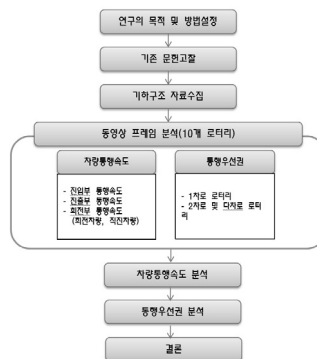 연구의 목적 및 방법설정
기존 문헌고찰
기하구조 자료수집
동영상 프레임 분석(10개 로터리)
차량통행속도
- 진입부 통행속도
- 진출부 통행속도
- 회전부 통행속도
(회전차량, 직진차량)
통행우선권
- 1차로 로터리
- 2차로 및 다차로 로터
리
차량통행속도 분석
통행우선권 분석
결론